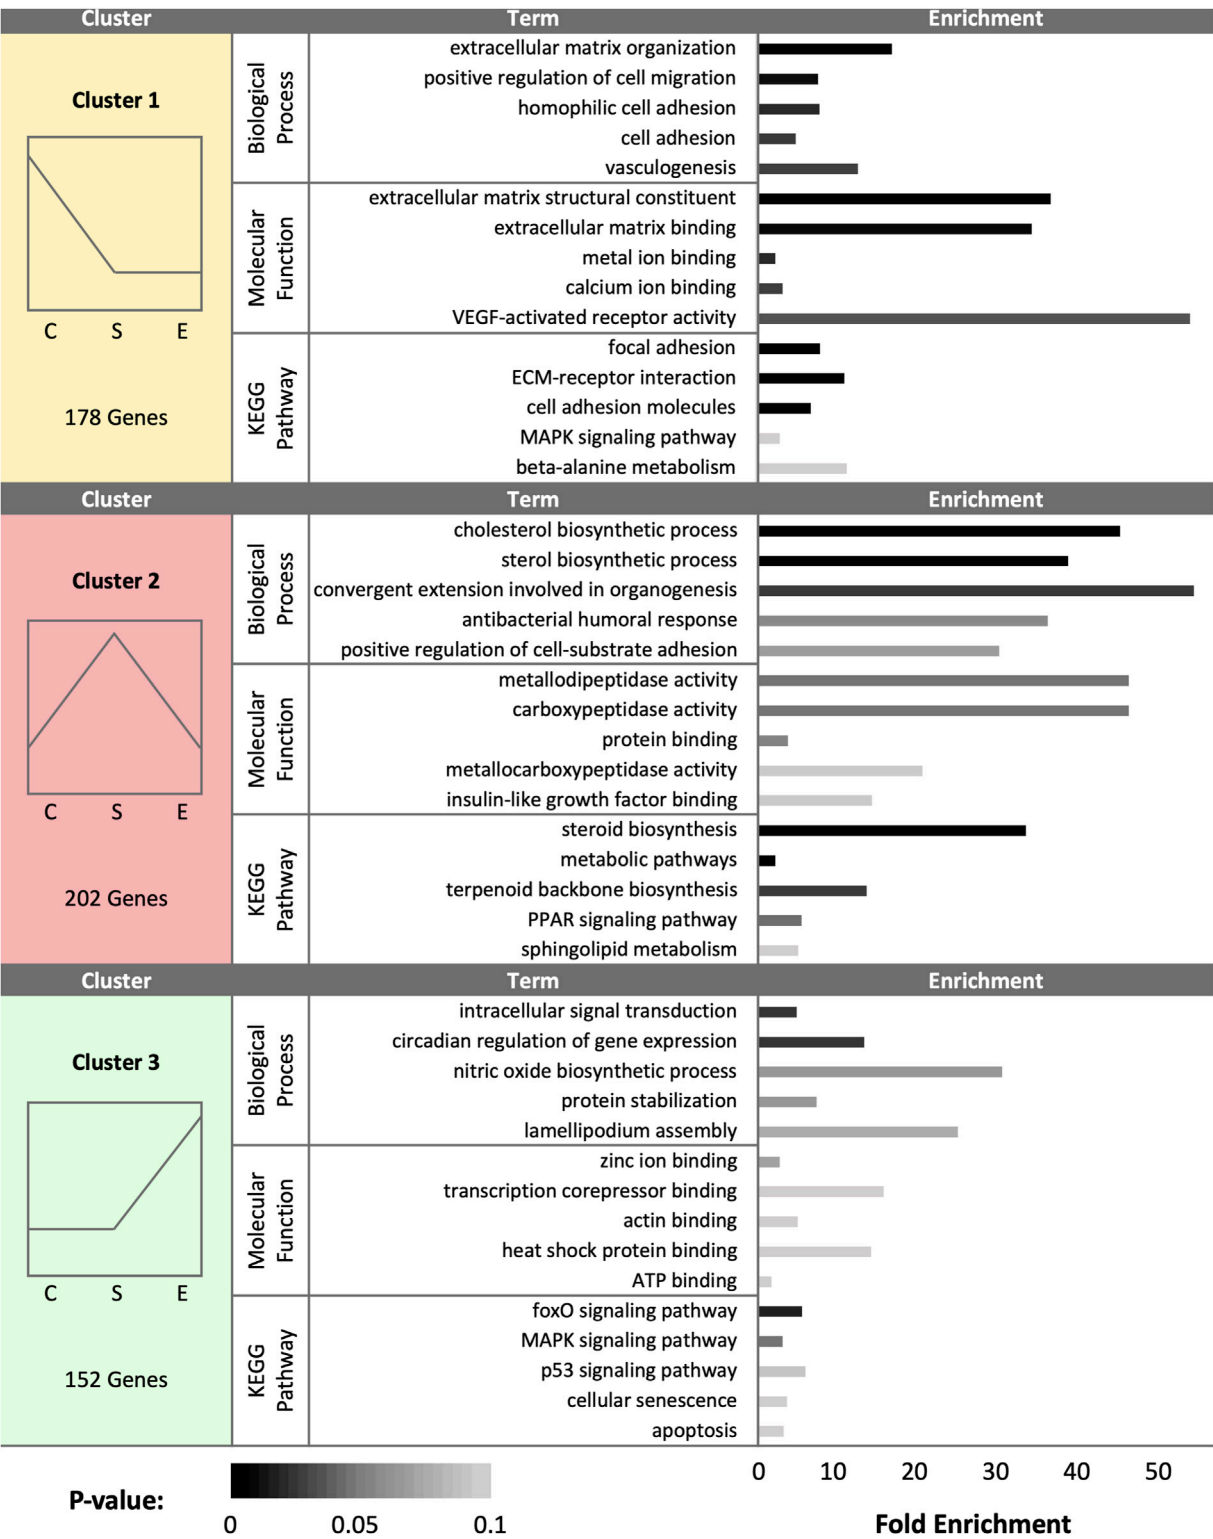 Cluster Term Enrichment
Cluster 1
C S E
178 Genes
Biological
Process
extracellular matrix organization
positive regulation of cell migration
homophilic cell adhesion
cell adhesion
vasculogenesis
Molecular
Function
extracellular matrix structural constituent
extracellular matrix binding
metal ion binding
calcium ion binding
VEGF-activated receptor activity
KEGG
Pathway
focal adhesion
ECM-receptor interaction
cell adhesion molecules
MAPK signaling pathway
beta-alanine metabolism
Cluster Term Enrichment
Cluster 2
C S E
202 Genes
Biological
Process
cholesterol biosynthetic process
sterol biosynthetic process
convergent extension involved in organogenesis
antibacterial humoral response
positive regulation of cell-substrate adhesion
Molecular
Function
metallodipeptidase activity
carboxypeptidase activity
protein binding
metallocarboxypeptidase activity
insulin-like growth factor binding
KEGG
Pathway
steroid biosynthesis
metabolic pathways
terpenoid backbone biosynthesis
PPAR signaling pathway
sphingolipid metabolism
Cluster Term Enrichment
Cluster 3
C S E
152 Genes
Biological
Process
intracellular signal transduction
circadian regulation of gene expression
nitric oxide biosynthetic process
protein stabilization
lamellipodium assembly
Molecular
Function
zinc ion binding
transcription corepressor binding
actin binding
heat shock protein binding
ATP binding
KEGG
Pathway
foxO signaling pathway
MAPK signaling pathway
p53 signaling pathway
cellular senescence
apoptosis
P-value:
0 0.05 0.1
0 10 20 30 40 50
Fold Enrichment